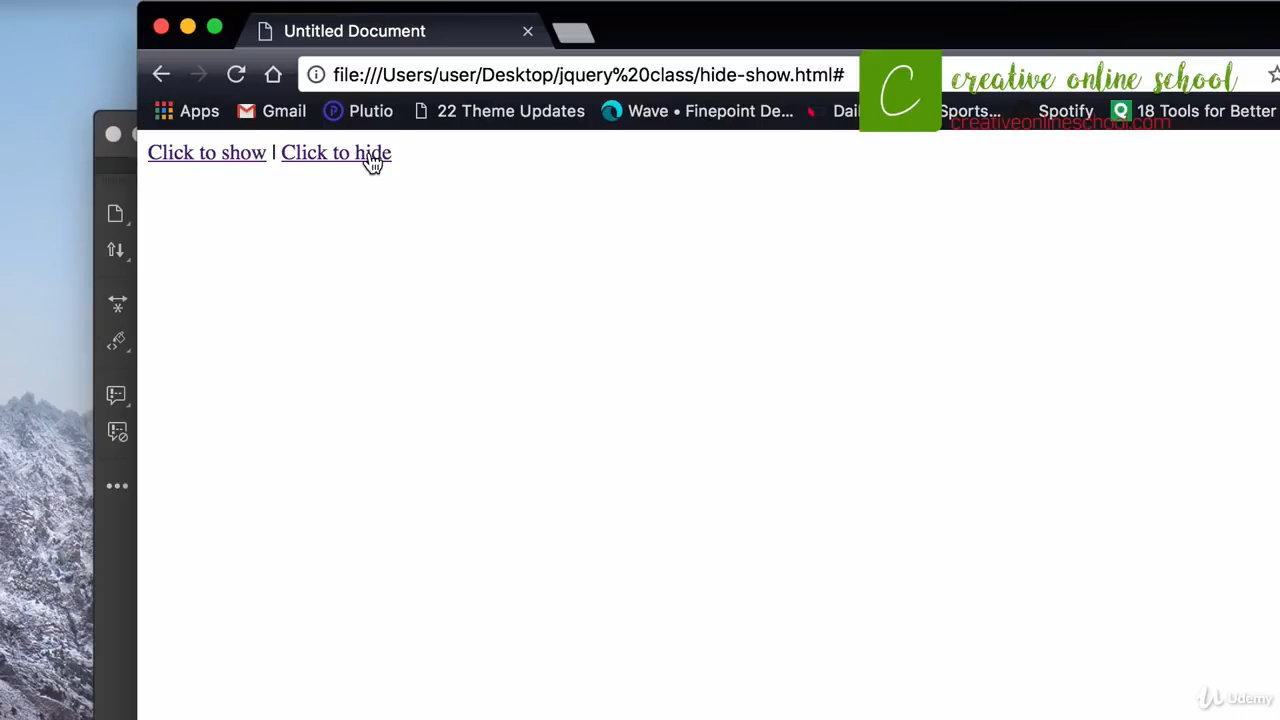 Untitled Document
file:///Users/user/Desktop/jquery%20class/hide-show.html#
creative online school
creativeonlineschool.com
Apps Gmail Plutio 22 Theme Updates Wave • Finepoint De... Sports... Spotify 18 Tools for Better
Click to show | Click to hide
Udemy